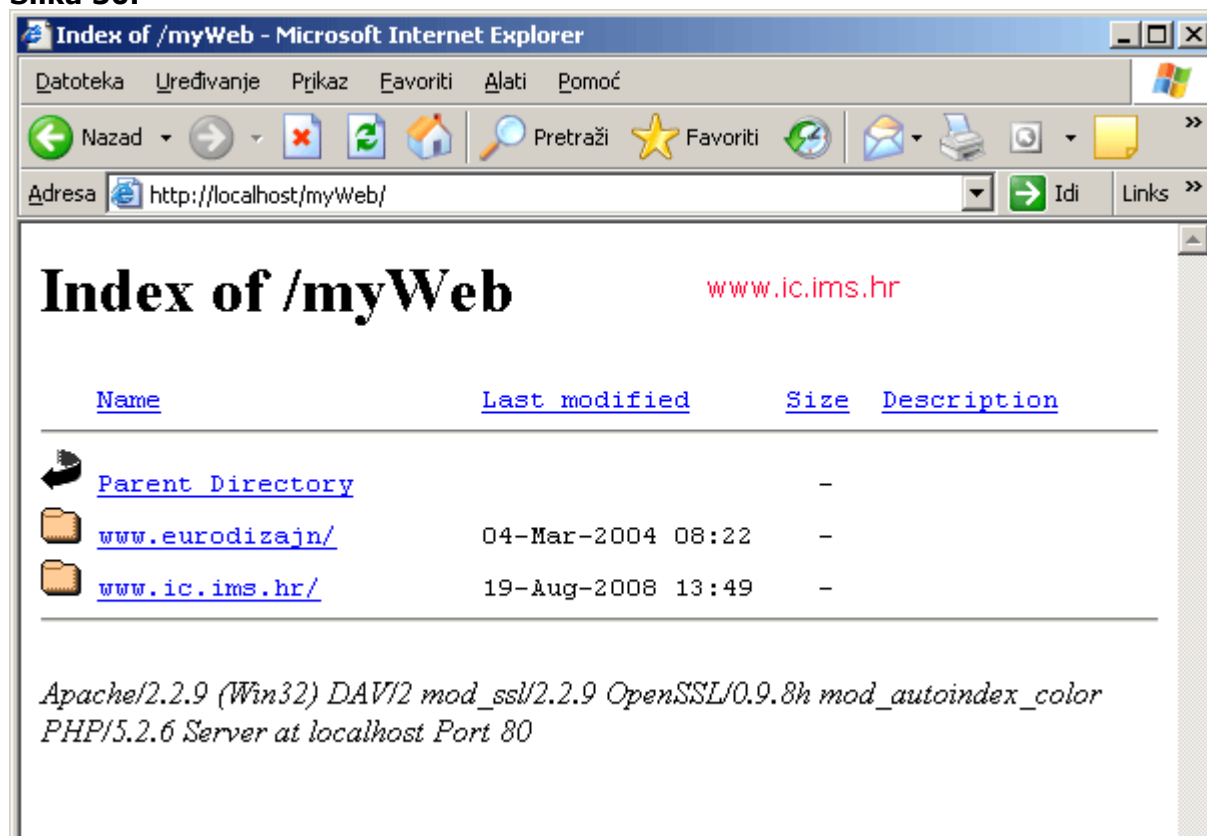 Index of /myWeb - Microsoft Internet Explorer
Datoteka Uređivanje Prikaz Favoriti Alati Pomoć
Nazad Pretraži Favoriti »
Adresa http://localhost/myWeb/ Idi Links »
Index of /myWeb www.ic.ims.hr
Name Last modified Size Description
Parent Directory -
www.eurodizajn/ 04-Mar-2004 08:22 -
www.ic.ims.hr/ 19-Aug-2008 13:49 -
Apache/2.2.9 (Win32) DAV/2 mod_ssl/2.2.9 OpenSSL/0.9.8h mod_autoindex_color
PHP/5.2.6 Server at localhost Port 80